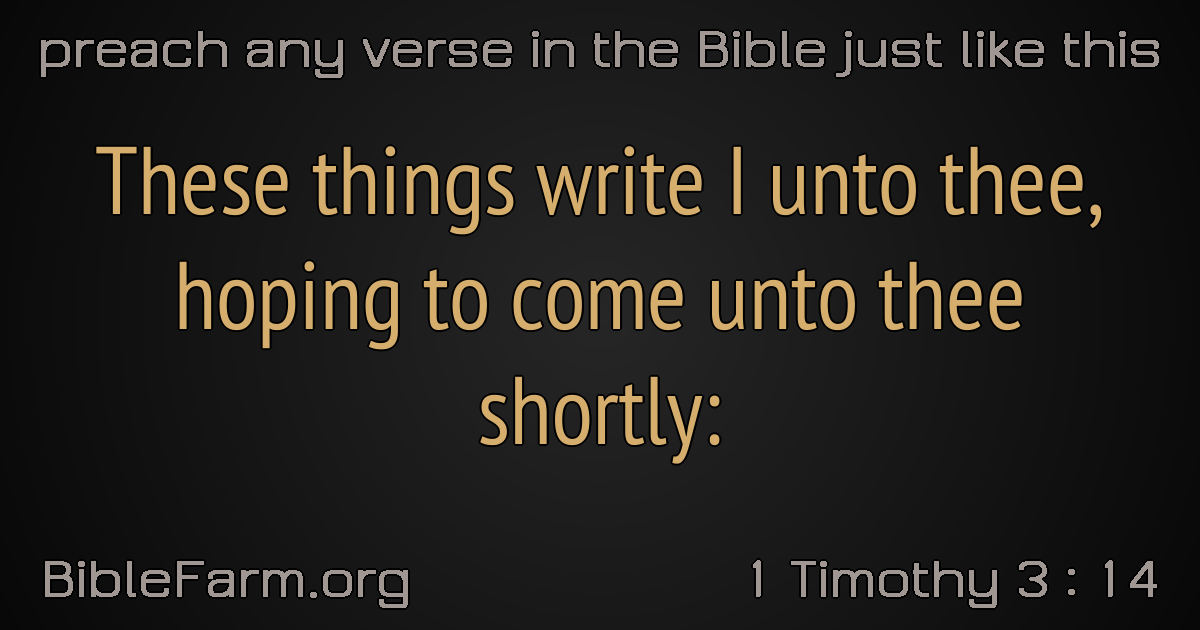 preach any verse in the Bible just like this
These things write I unto thee,
hoping to come unto thee
shortly:
BibleFarm.org
1 Timothy 3 : 14